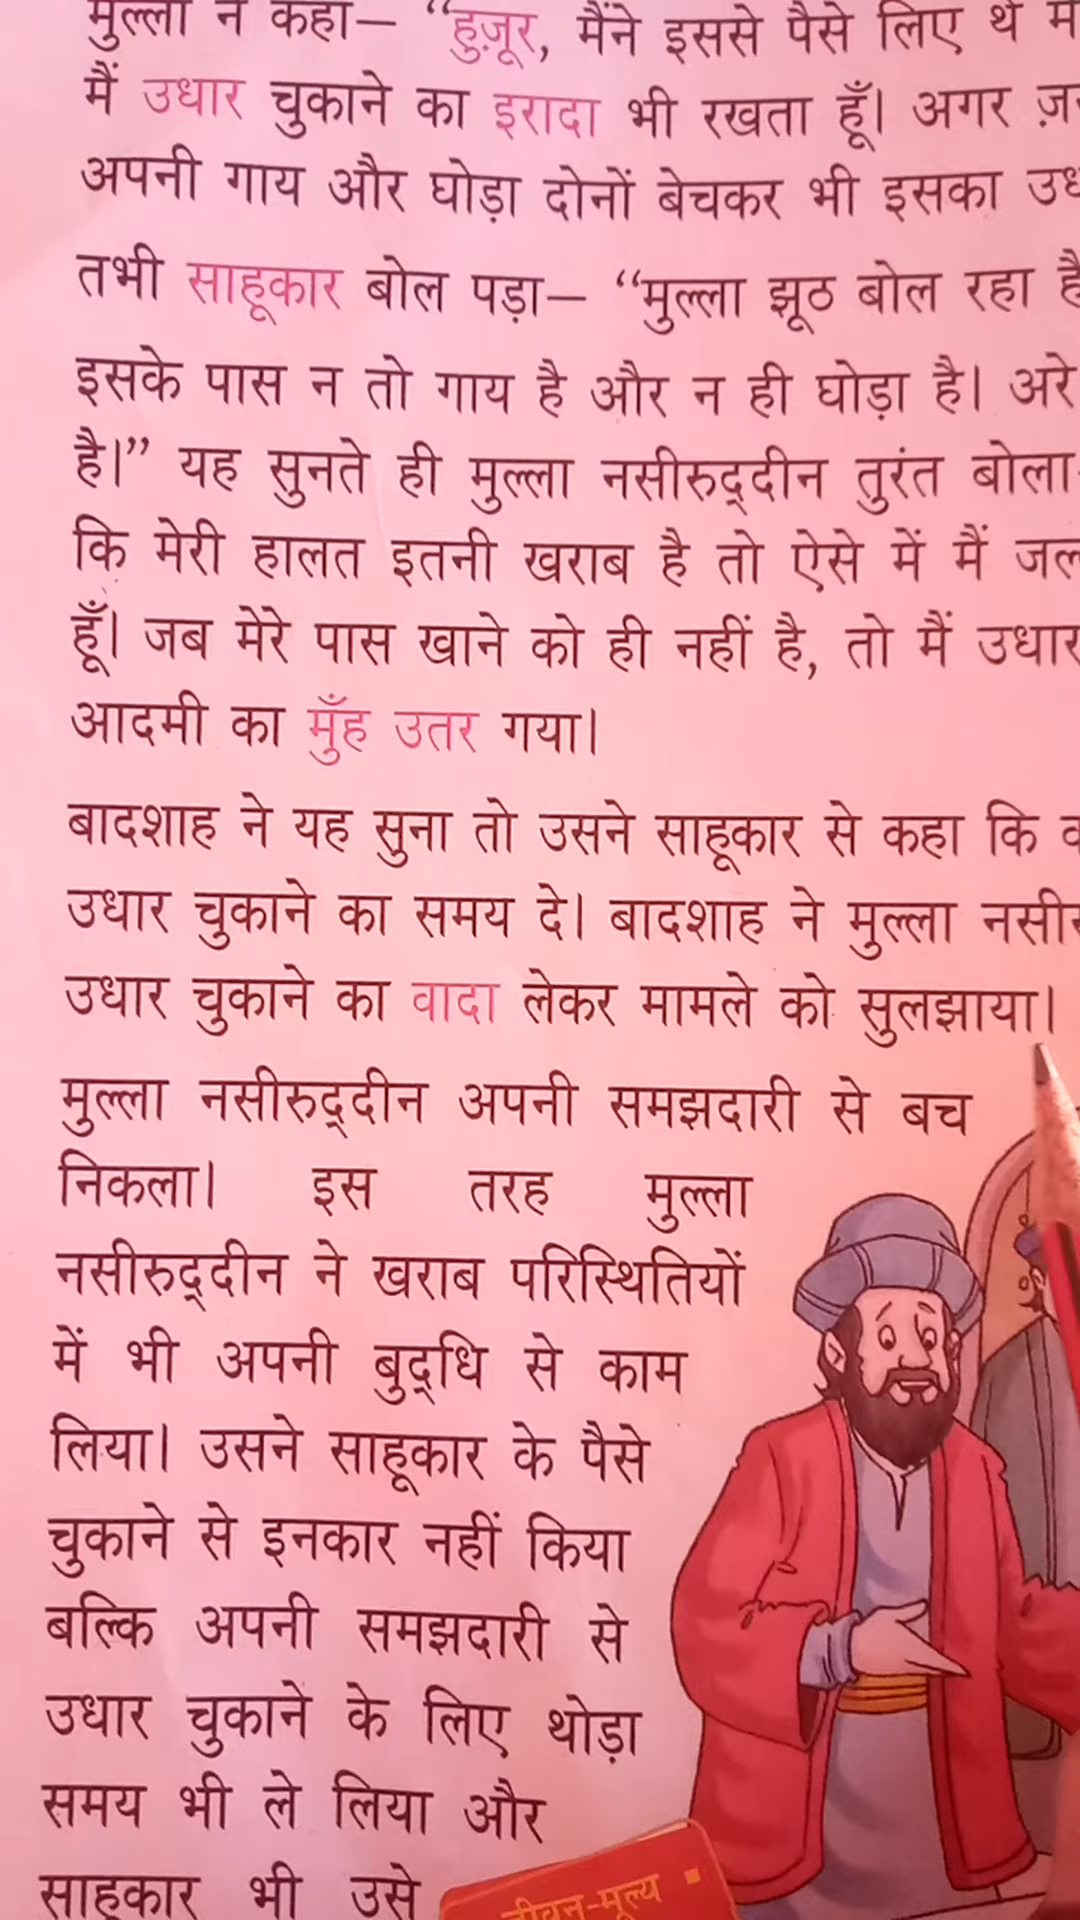 मुल्ला ने कहा— “हुज़ूर, मैंने इससे पैसे लिए थे
मैं उधार चुकाने का इरादा भी रखता हूँ। अगर
अपनी गाय और घोड़ा दोनों बेचकर भी इसका
तभी साहूकार बोल पड़ा— “मुल्ला झूठ बोल रहा है
इसके पास न तो गाय है और न ही घोड़ा है। अरे
है।” यह सुनते ही मुल्ला नसीरुद्दीन तुरंत बोला
कि मेरी हालत इतनी खराब है तो ऐसे में मैं
हूँ। जब मेरे पास खाने को ही नहीं है, तो मैं उधार
आदमी का मुँह उतर गया।
बादशाह ने यह सुना तो उसने साहूकार से कहा कि
उधार चुकाने का समय दे। बादशाह ने मुल्ला
उधार चुकाने का वादा लेकर मामले को सुलझाया।
मुल्ला नसीरुद्दीन अपनी समझदारी से बच
निकला। इस तरह मुल्ला
नसीरुद्दीन ने खराब परिस्थितियों
में भी अपनी बुद्धि से काम
लिया। उसने साहूकार के पैसे
चुकाने से इनकार नहीं किया
बल्कि अपनी समझदारी से
उधार चुकाने के लिए थोड़ा
समय भी ले लिया और
साहूकार भी उसे
जीवन-मूल्य